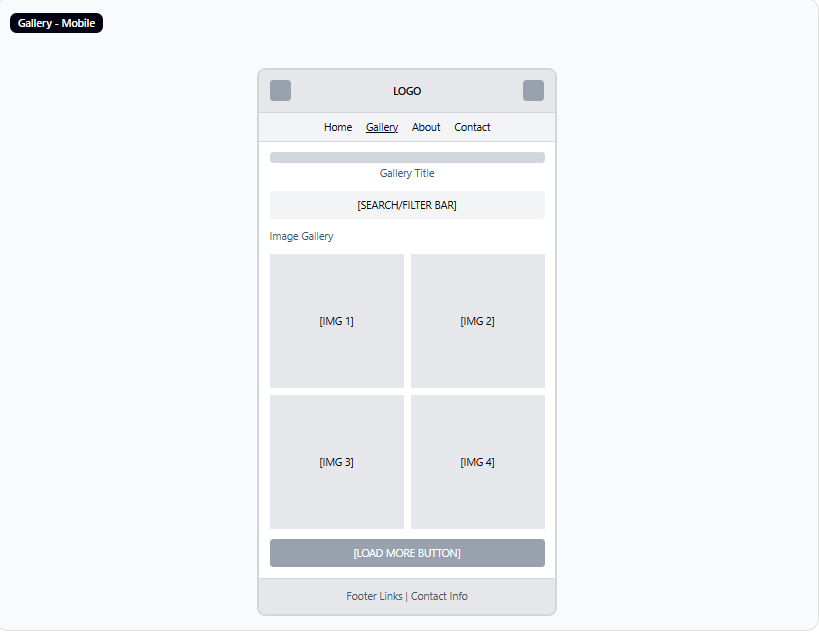 Gallery - Mobile
LOGO
Home Gallery About Contact
Gallery Title
[SEARCH/FILTER BAR]
Image Gallery
[IMG 1] [IMG 2]
[IMG 3] [IMG 4]
[LOAD MORE BUTTON]
Footer Links | Contact Info